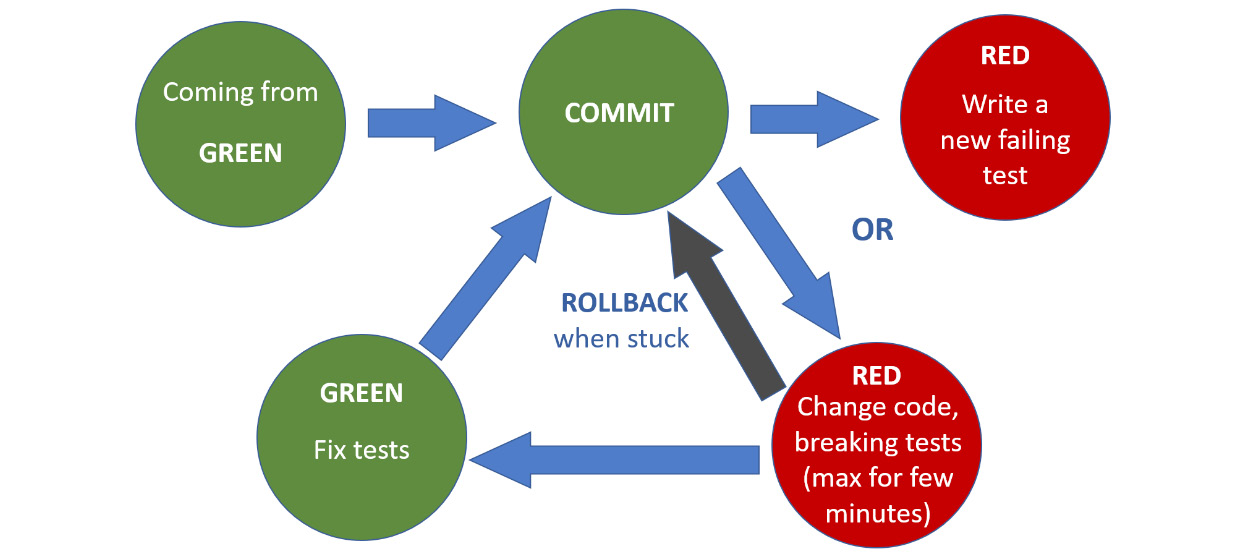 Coming from
GREEN
COMMIT
RED
Write a
new failing
test
OR
ROLLBACK
when stuck
GREEN
Fix tests
RED
Change code,
breaking tests
(max for few
minutes)